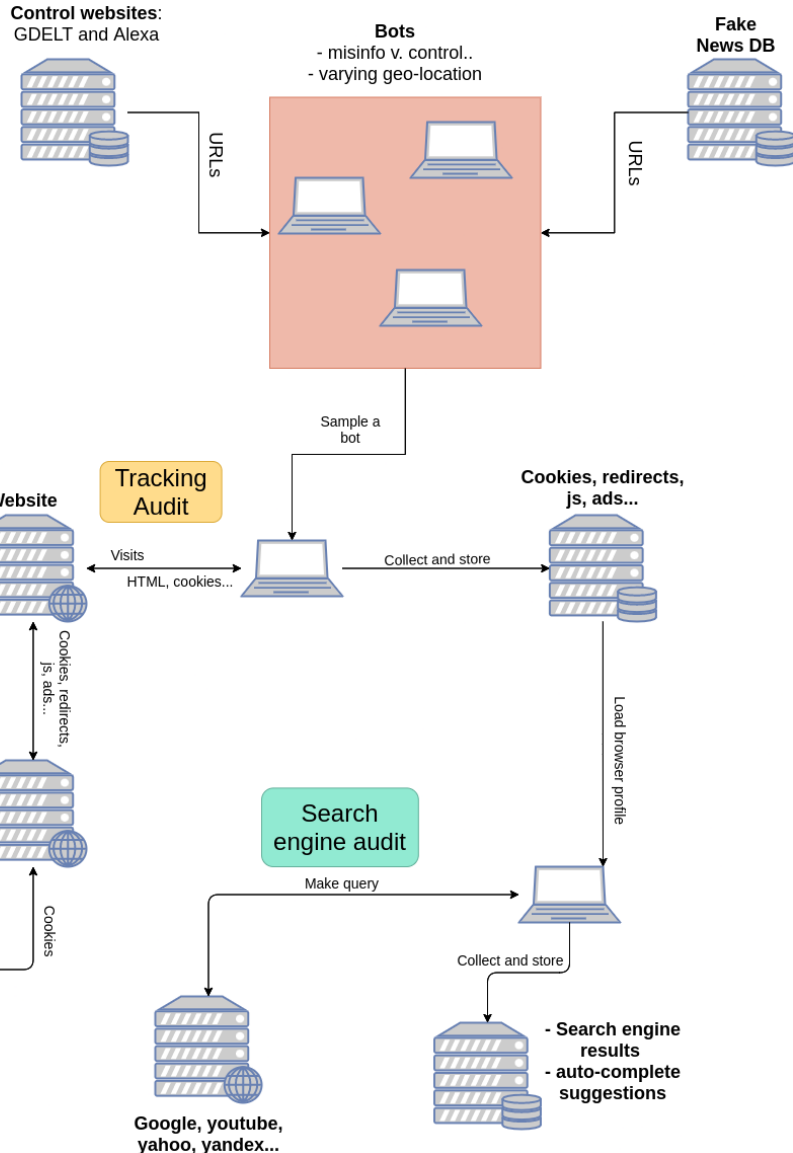 Control websites:
GDELT and Alexa
Bots
- misinfo v. control..
- varying geo-location
Fake
News DB
URLs
URLs
Sample a
bot
Tracking
Audit
Cookies, redirects,
js, ads...
Visits
HTML, cookies...
Collect and store
Cookies, redirects,
js, ads...
Load browser profile
Search
engine audit
Make query
Cookies
Collect and store
- Search engine
results
- auto-complete
suggestions
Google, youtube,
yahoo, yandex...